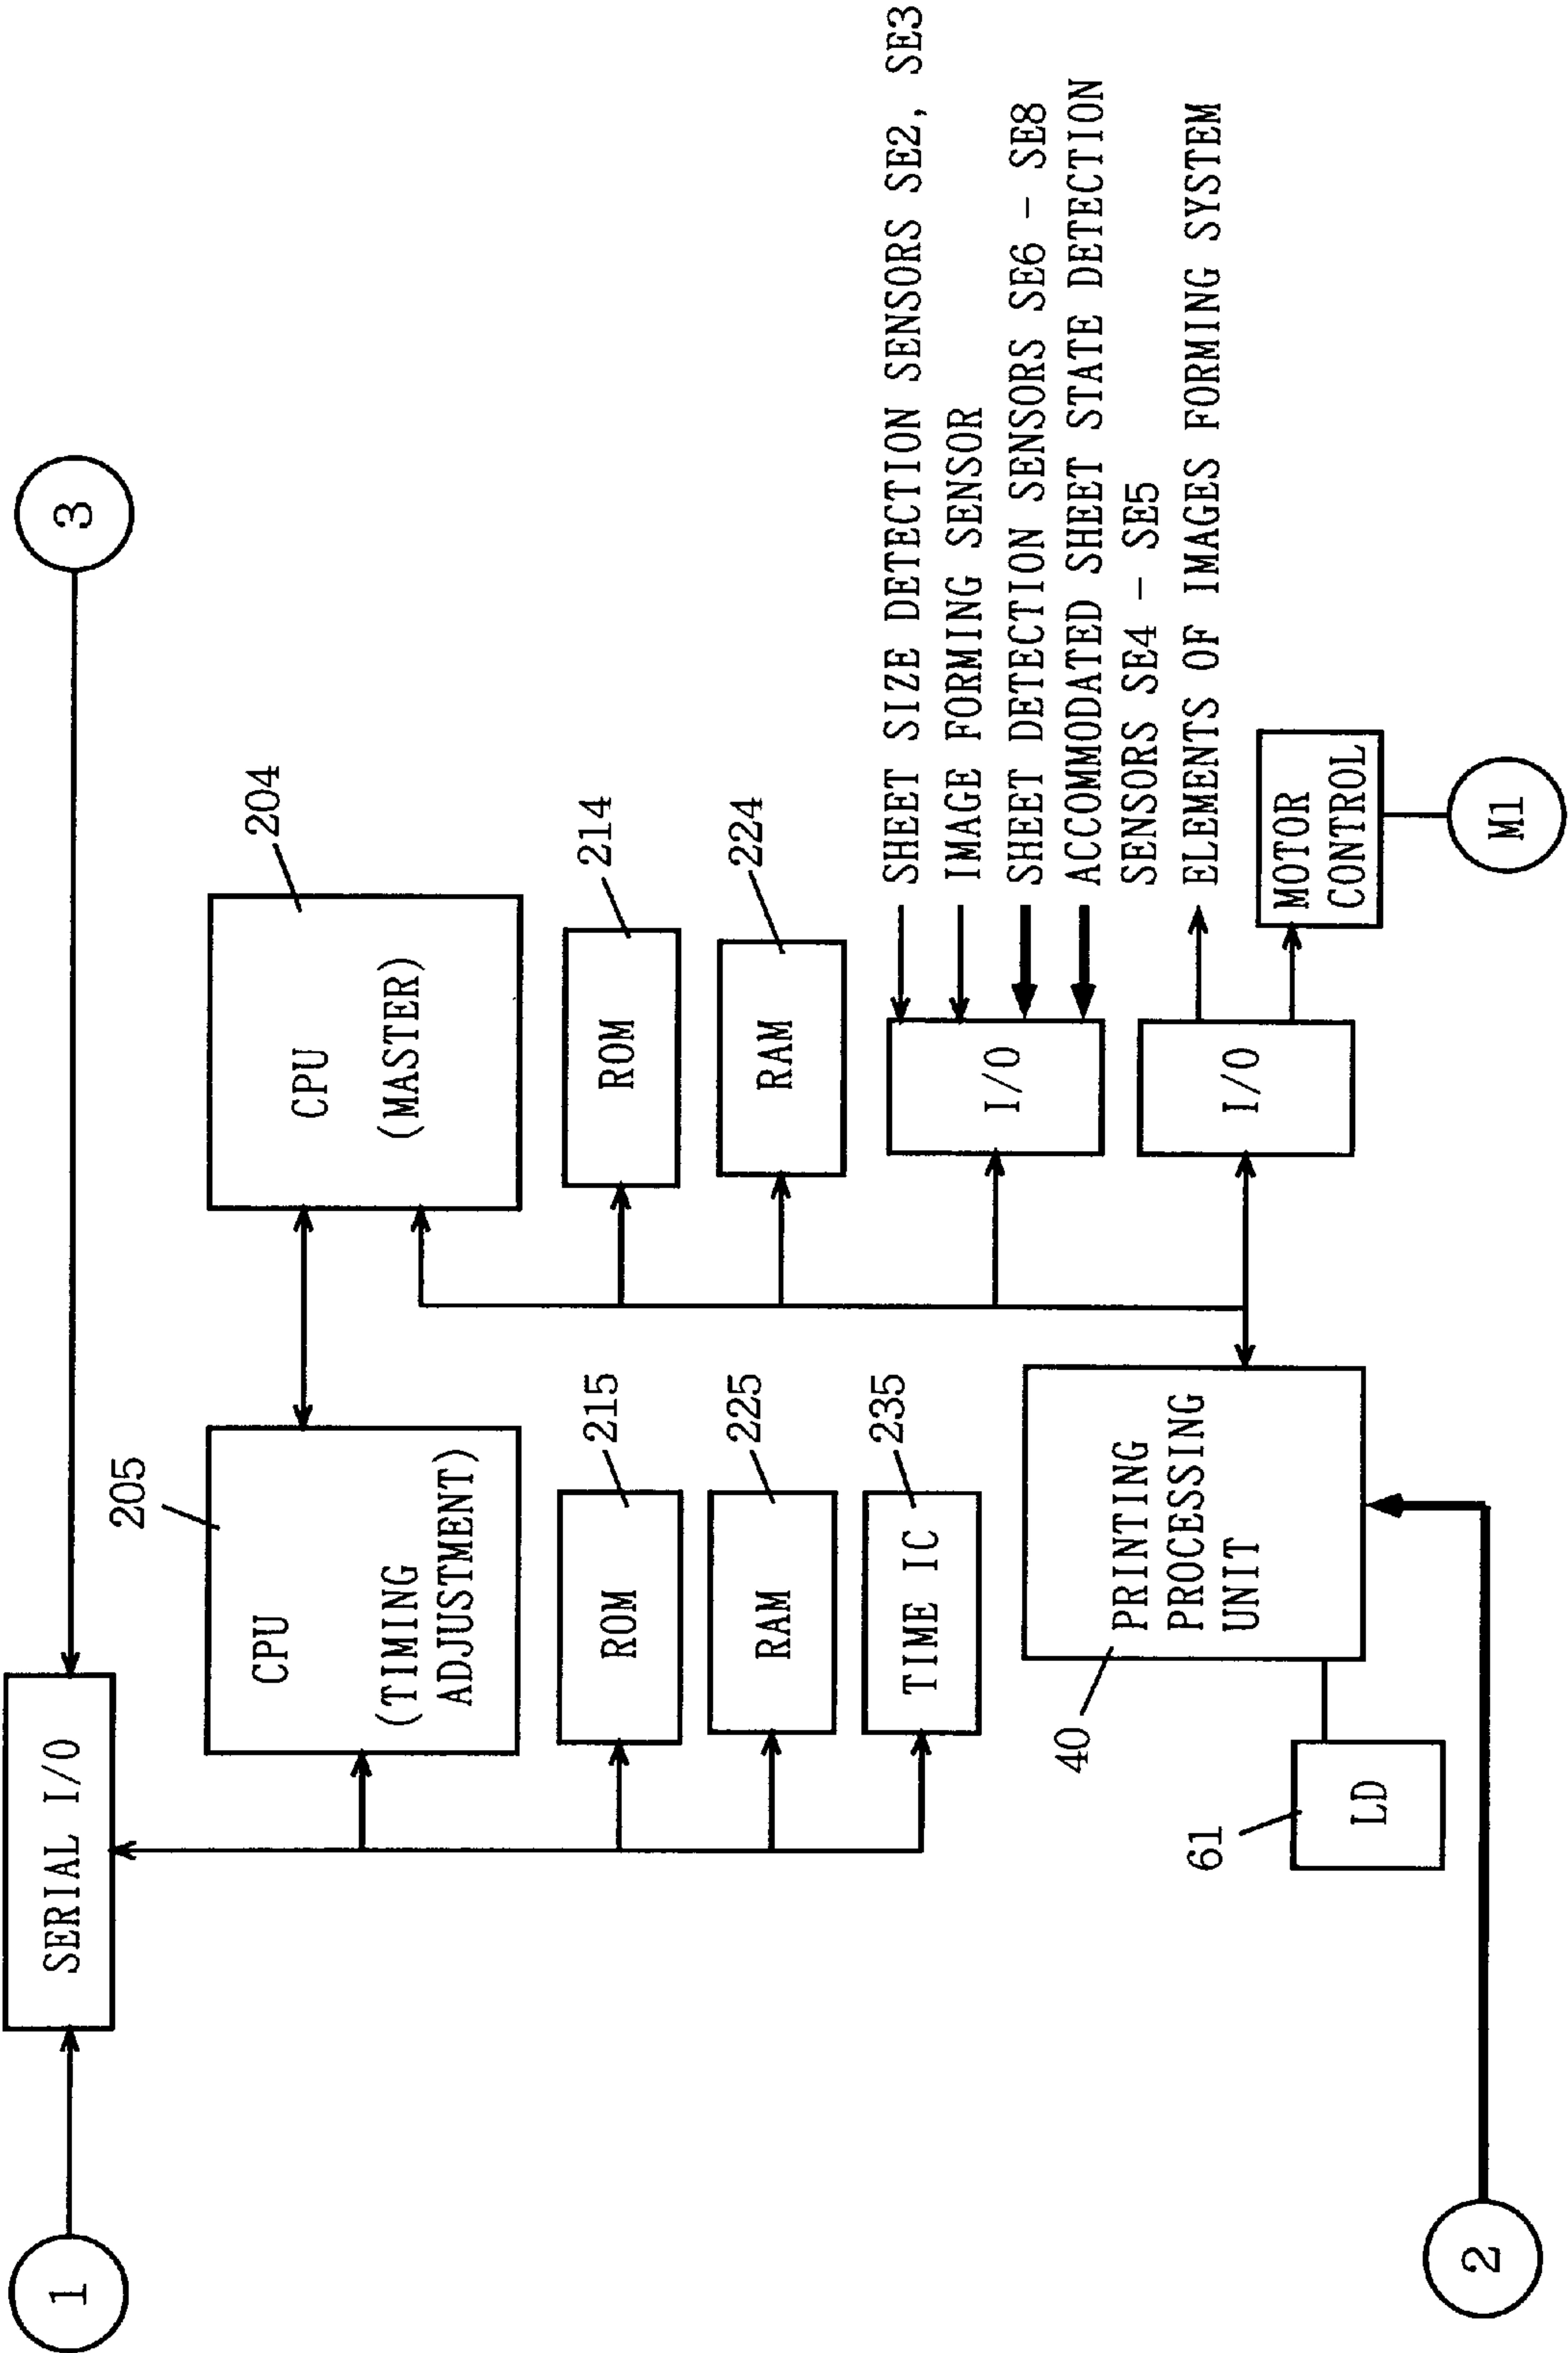 1
SERIAL I/O
3
205
CPU
(TIMING
ADJUSTMENT)
204
CPU
(MASTER)
215
ROM
225
RAM
235
TIME IC
214
ROM
224
RAM
I/O
SHEET SIZE DETECTION SENSORS SE2, SE3
IMAGE FORMING SENSOR
SHEET DETECTION SENSORS SE6 - SE8
ACCOMMODATED SHEET STATE DETECTION
SENSORS SE4 - SE5
I/O
ELEMENTS OF IMAGES FORMING SYSTEM
MOTOR
CONTROL
M1
40
PRINTING
PROCESSING
UNIT
61
LD
2